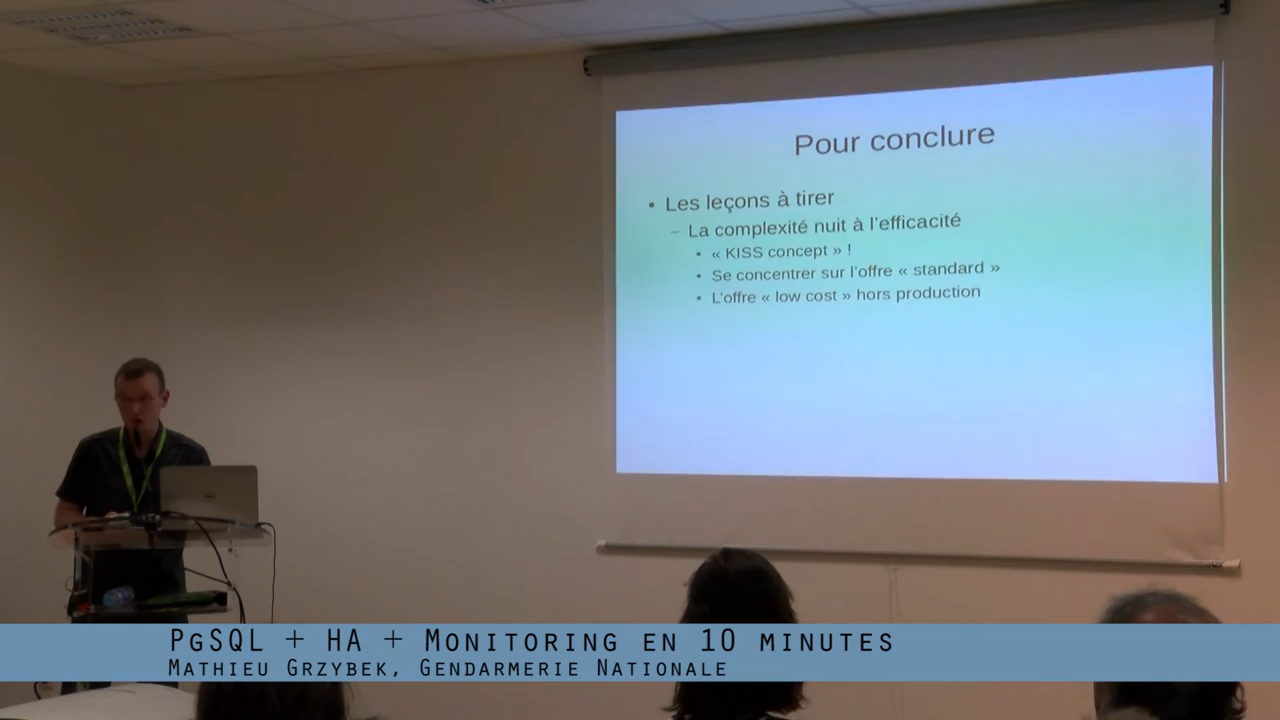 Pour conclure
• Les leçons à tirer
– La complexité nuit à l'efficacité
• « KISS concept » !
• Se concentrer sur l'offre « standard »
• L'offre « low cost » hors production
PgSQL + HA + Monitoring en 10 minutes
Mathieu Grzybek, Gendarmerie Nationale